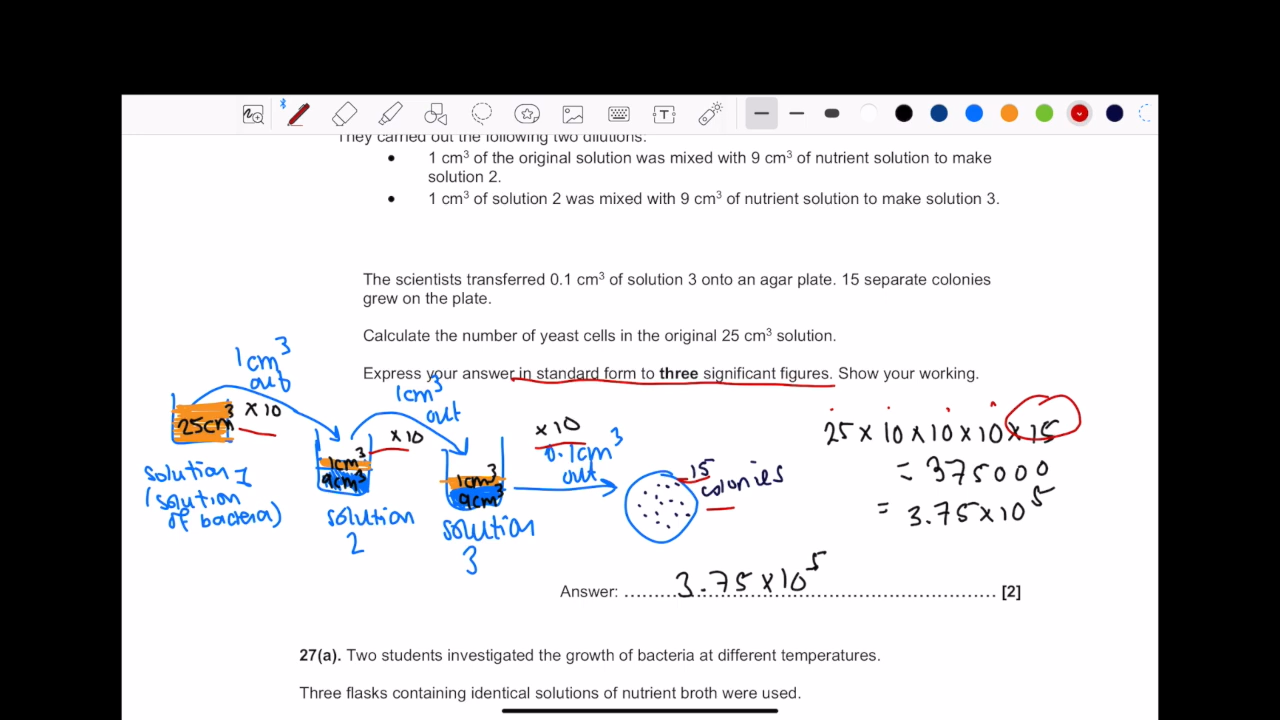 They carried out the following two dilutions:
• 1 cm³ of the original solution was mixed with 9 cm³ of nutrient solution to make
solution 2.
• 1 cm³ of solution 2 was mixed with 9 cm³ of nutrient solution to make solution 3.
The scientists transferred 0.1 cm³ of solution 3 onto an agar plate. 15 separate colonies
grew on the plate.
Calculate the number of yeast cells in the original 25 cm³ solution.
Express your answer in standard form to three significant figures. Show your working.
1cm³
out
25cm³
×10
solution 1
(solution
of bacteria)
1cm³
out
×10
1cm³
9cm³
solution
2
1cm³
9cm³
solution
3
×10
0.1cm³
out
15
colonies
25 × 10 × 10 × 10 × 15
= 375000
= 3.75×10⁵
Answer: 3.75×10⁵ [2]
27(a). Two students investigated the growth of bacteria at different temperatures.
Three flasks containing identical solutions of nutrient broth were used.